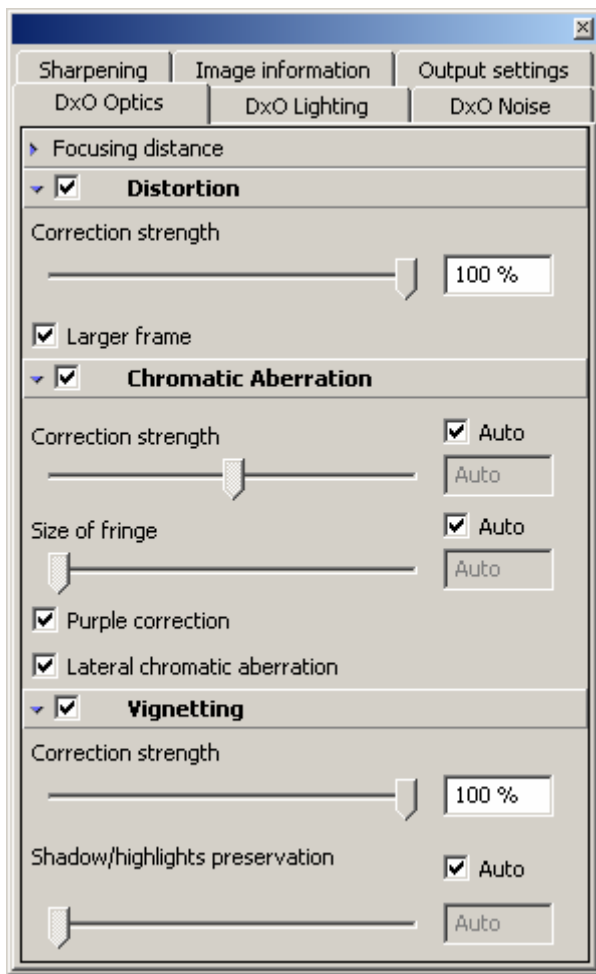 Sharpening Image information Output settings
DxO Optics DxO Lighting DxO Noise
Focusing distance
Distortion
Correction strength
100 %
Larger frame
Chromatic Aberration
Auto
Correction strength
Auto
Size of fringe Auto
Auto
Purple correction
Lateral chromatic aberration
Vignetting
Correction strength
100 %
Shadow/highlights preservation
Auto
Auto